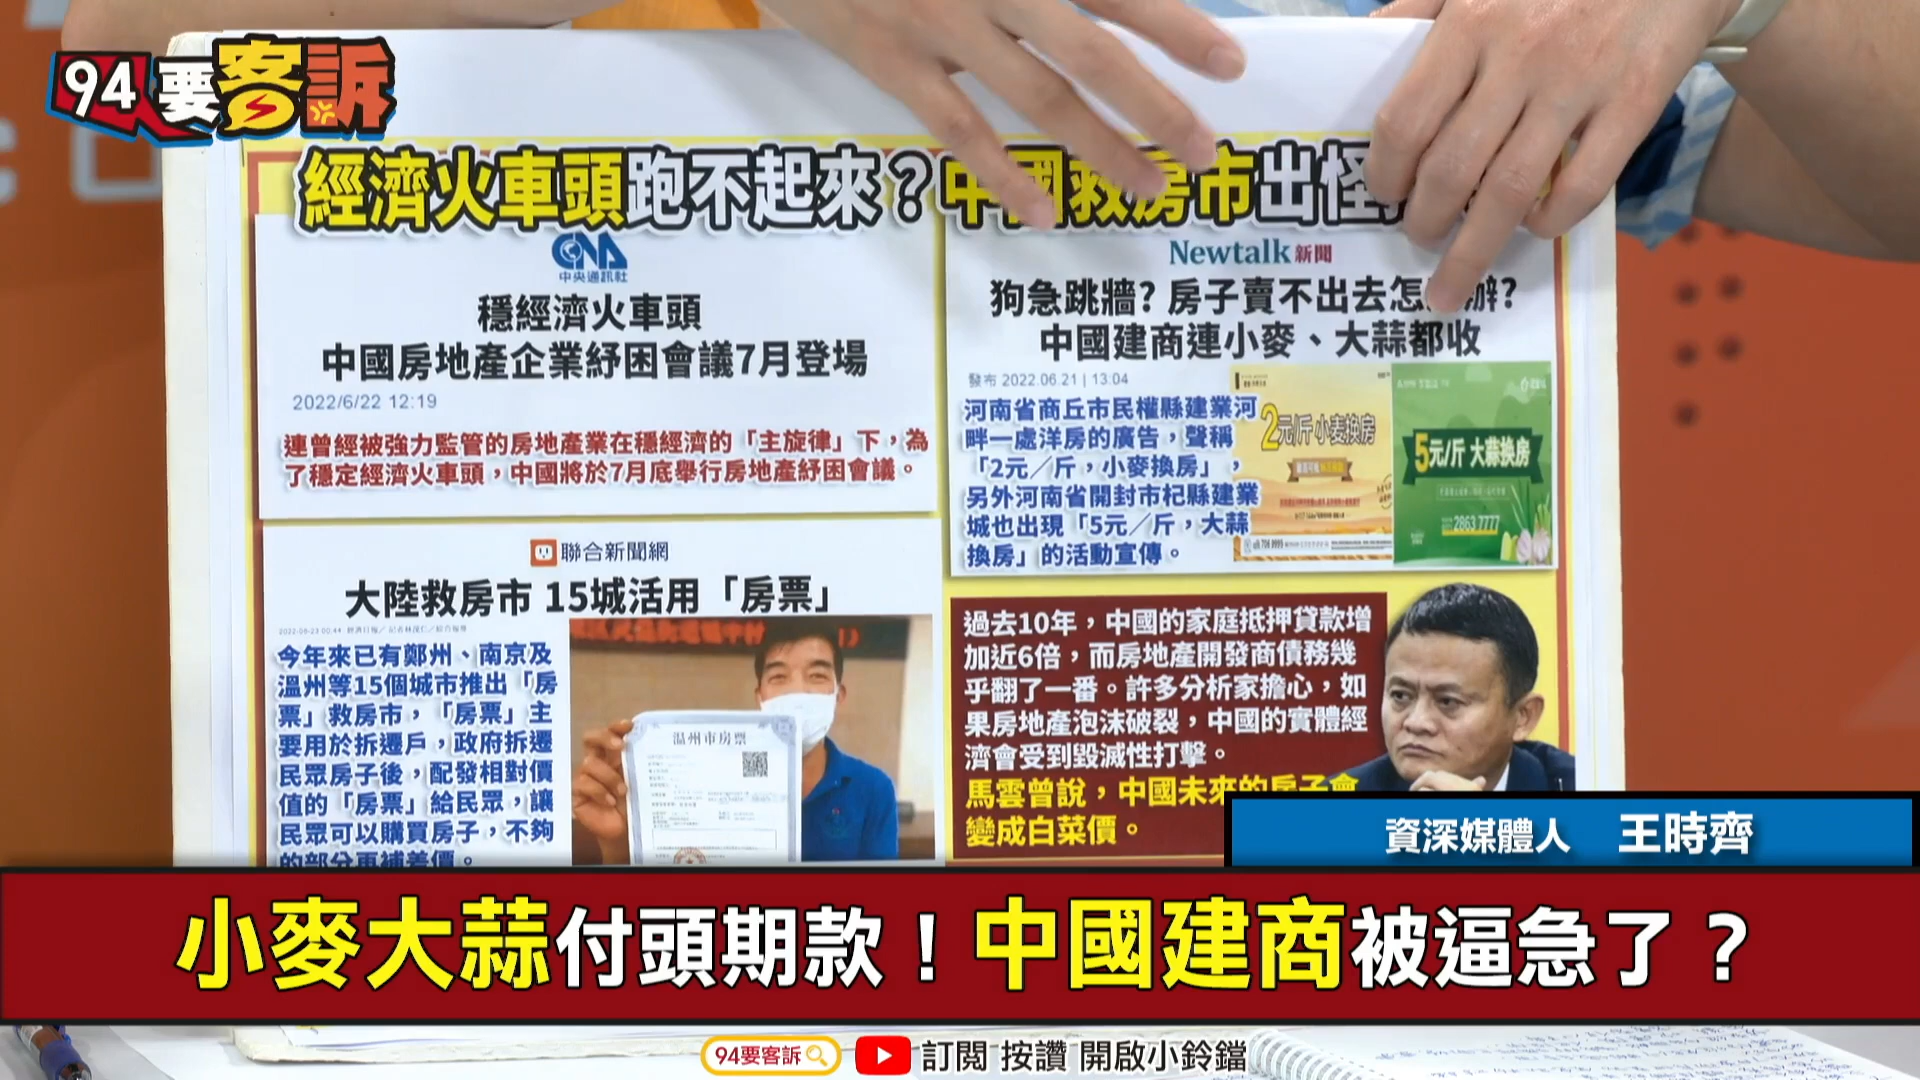 94要客訴
經濟火車頭跑不起來？中國救房市出怪
CNA
中央通訊社
穩經濟火車頭
中國房地產企業紓困會議7月登場
2022/6/22 12:19
連曾經被強力監管的房地產業在穩經濟的「主旋律」下，為
了穩定經濟火車頭，中國將於7月底舉行房地產紓困會議。
Newtalk新聞
狗急跳牆？房子賣不出去怎 辦？
中國建商連小麥、大蒜都收
發布 2022.06.21 | 13:04
河南省商丘市民權縣建業河
畔一處洋房的廣告，聲稱
「2元／斤，小麥換房」，
另外河南省開封市杞縣建業
城也出現「5元／斤，大蒜
換房」的活動宣傳。
2元/斤 小麦换房
5元/斤 大蒜换房
2863 7777
聯合新聞網
大陸救房市 15城活用「房票」
今年來已有鄭州、南京及
溫州等15個城市推出「房
票」救房市，「房票」主
要用於拆遷戶，政府拆遷
民眾房子後，配發相對價
值的「房票」給民眾，讓
民眾可以購買房子，不夠
的部分再補差價。
温州市房票
過去10年，中國的家庭抵押貸款增
加近6倍，而房地產開發商債務幾
乎翻了一番。許多分析家擔心，如
果房地產泡沫破裂，中國的實體經
濟會受到毀滅性打擊。
馬雲曾說，中國未來的房子會
變成白菜價。
資深媒體人 王時齊
小麥大蒜付頭期款！中國建商被逼急了？
94要客訴
訂閱 按讚 開啟小鈴鐺